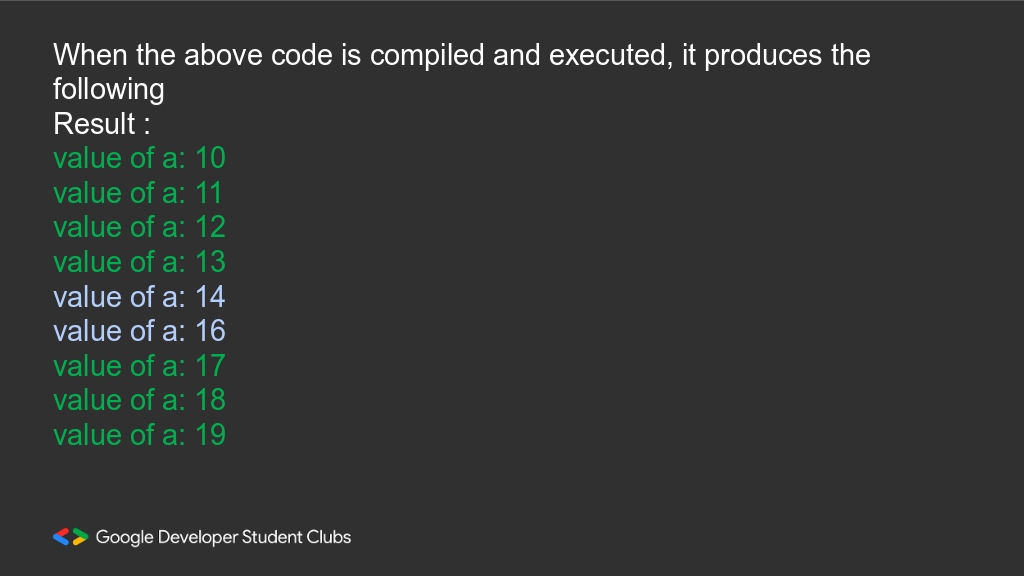 When the above code is compiled and executed, it produces the
following
Result :
value of a: 10
value of a: 11
value of a: 12
value of a: 13
value of a: 14
value of a: 16
value of a: 17
value of a: 18
value of a: 19
Google Developer Student Clubs